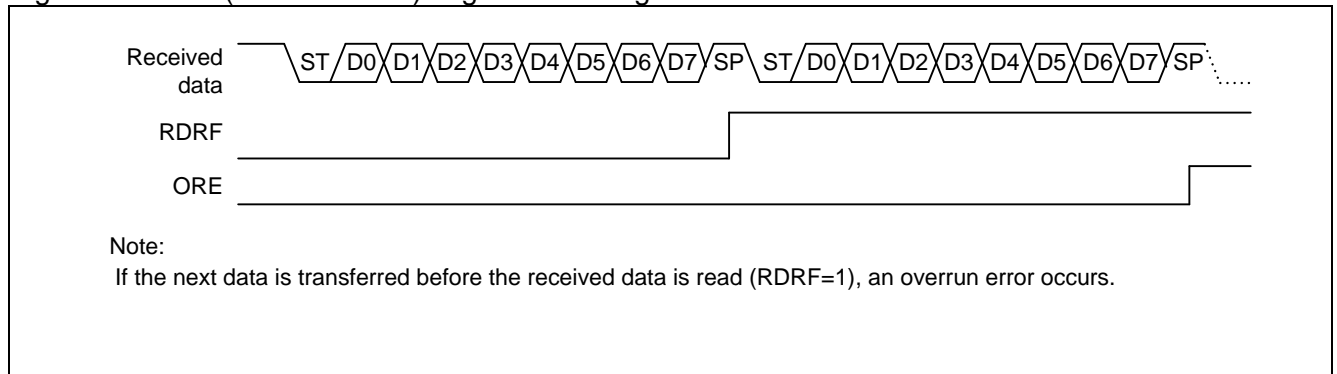 Received data
ST D0 D1 D2 D3 D4 D5 D6 D7 SP ST D0 D1 D2 D3 D4 D5 D6 D7 SP
RDRF
ORE
Note:
If the next data is transferred before the received data is read (RDRF=1), an overrun error occurs.